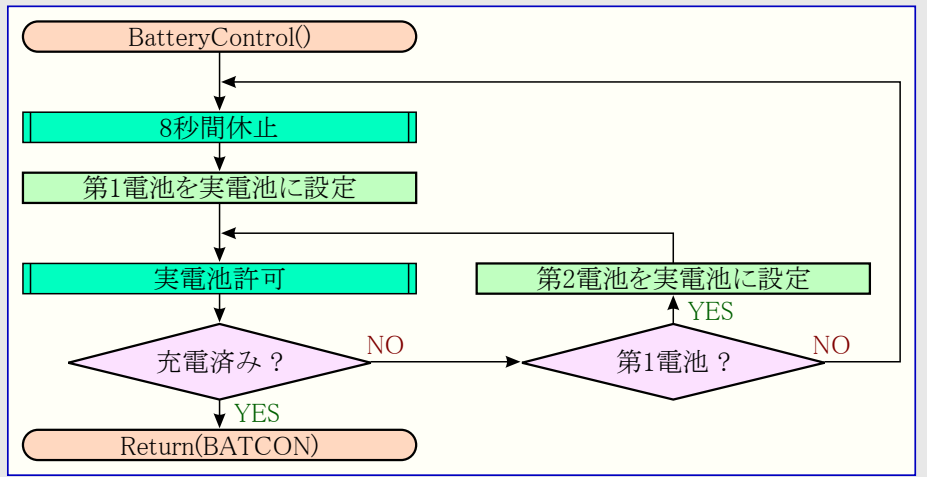 BatteryControl()
8秒間休止
第1電池を実電池に設定
実電池許可
第2電池を実電池に設定
YES
充電済み？
NO
第1電池？
NO
YES
Return(BATCON)